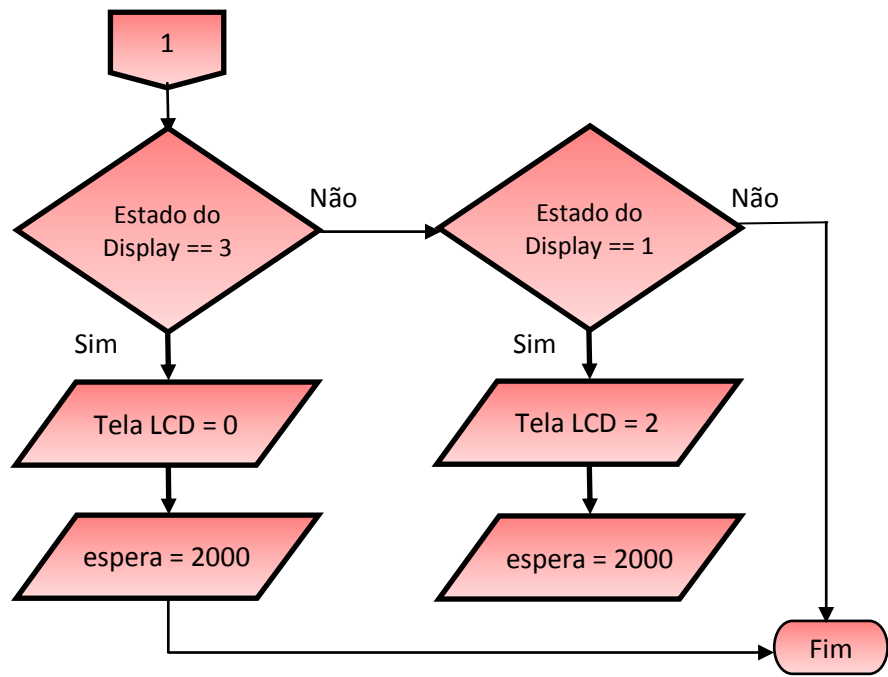 1
Estado do
Display == 3
Não
Estado do
Display == 1
Não
Sim
Sim
Tela LCD = 0
Tela LCD = 2
espera = 2000
espera = 2000
Fim